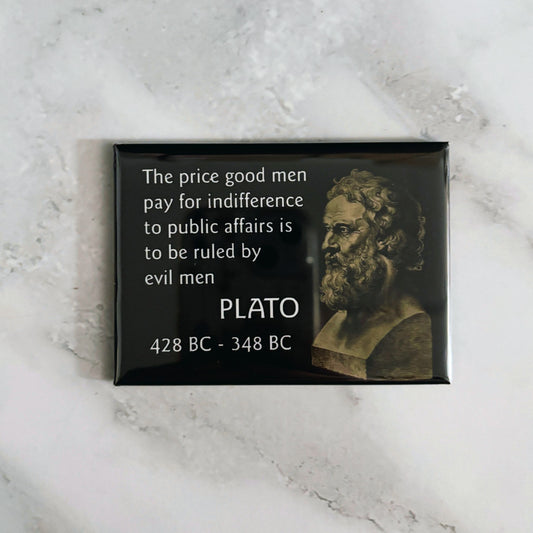 The price good men
pay for indifference
to public affairs is
to be ruled by
evil men
PLATO
428 BC - 348 BC